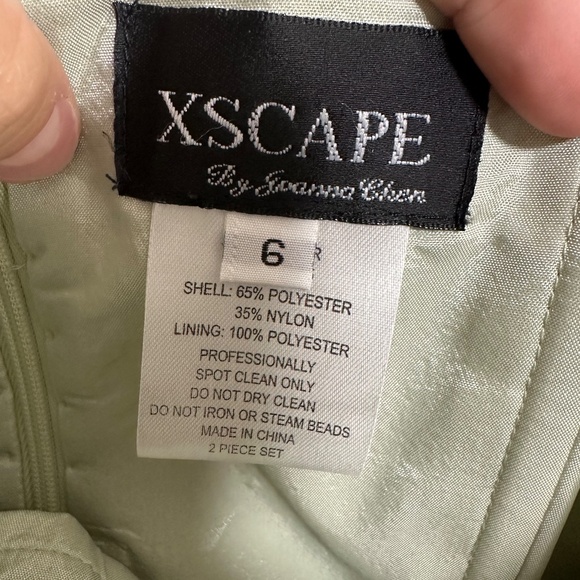 XSCAPE
By Joanna Chen
6
R
SHELL: 65% POLYESTER
35% NYLON
LINING: 100% POLYESTER
PROFESSIONALLY
SPOT CLEAN ONLY
DO NOT DRY CLEAN
DO NOT IRON OR STEAM BEADS
MADE IN CHINA
2 PIECE SET